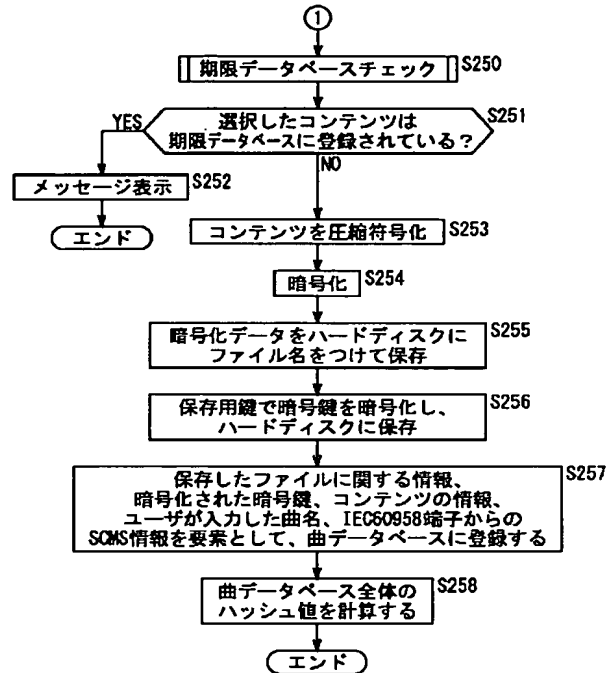 1
期限データベースチェック S250
選択したコンテンツは S251
期限データベースに登録されている?
YES
NO
メッセージ表示 S252
エンド
コンテンツを圧縮符号化 S253
暗号化 S254
暗号化データをハードディスクに S255
ファイル名をつけて保存
保存用鍵で暗号鍵を暗号化し、 S256
ハードディスクに保存
保存したファイルに関する情報、 S257
暗号化された暗号鍵、コンテンツの情報、
ユーザが入力した曲名、IEC60958端子からの
SCMS情報を要素として、曲データベースに登録する
曲データベース全体の S258
ハッシュ値を計算する
エンド